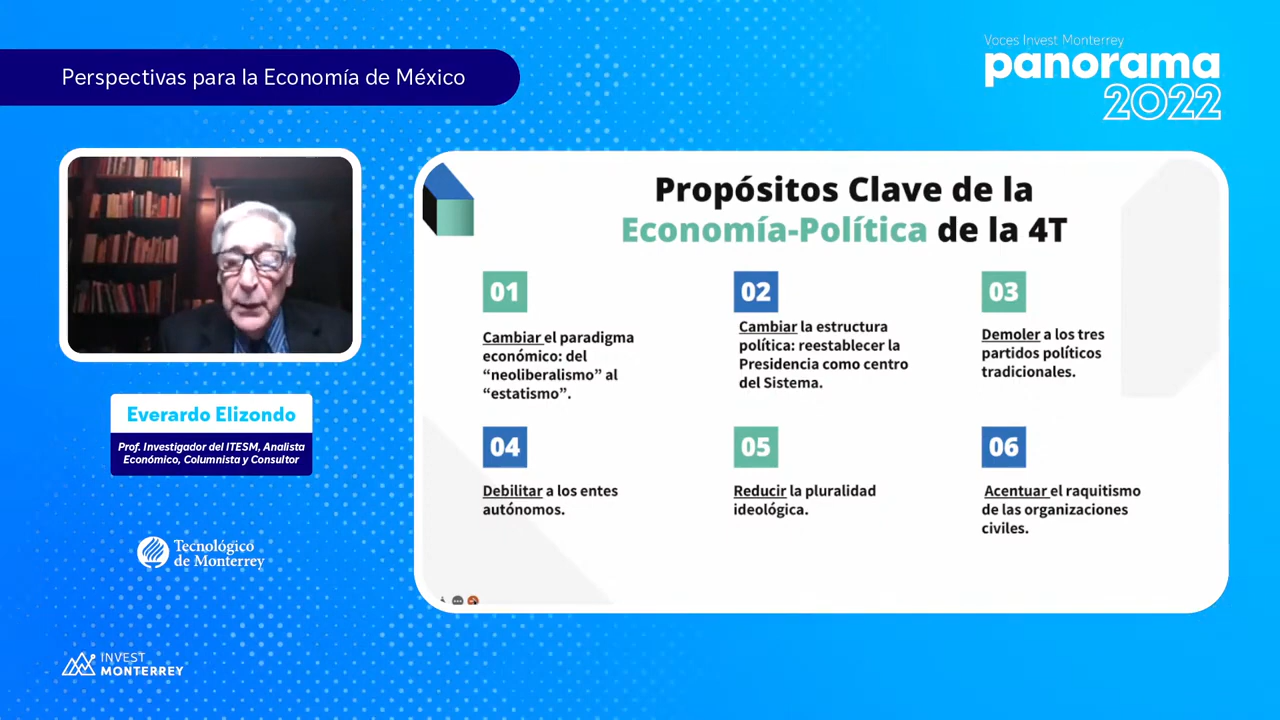 Perspectivas para la Economía de México
Voces Invest Monterrey
panorama
2022
Propósitos Clave de la
Economía-Política de la 4T
01
Cambiar el paradigma
económico: del
“neoliberalismo” al
“estatismo”.
02
Cambiar la estructura
política: reestablecer la
Presidencia como centro
del Sistema.
03
Demoler a los tres
partidos políticos
tradicionales.
04
Debilitar a los entes
autónomos.
05
Reducir la pluralidad
ideológica.
06
Acentuar el raquitismo
de las organizaciones
civiles.
Everardo Elizondo
Prof. Investigador del ITESM, Analista
Económico, Columnista y Consultor
Tecnológico
de Monterrey
INVEST
MONTERREY